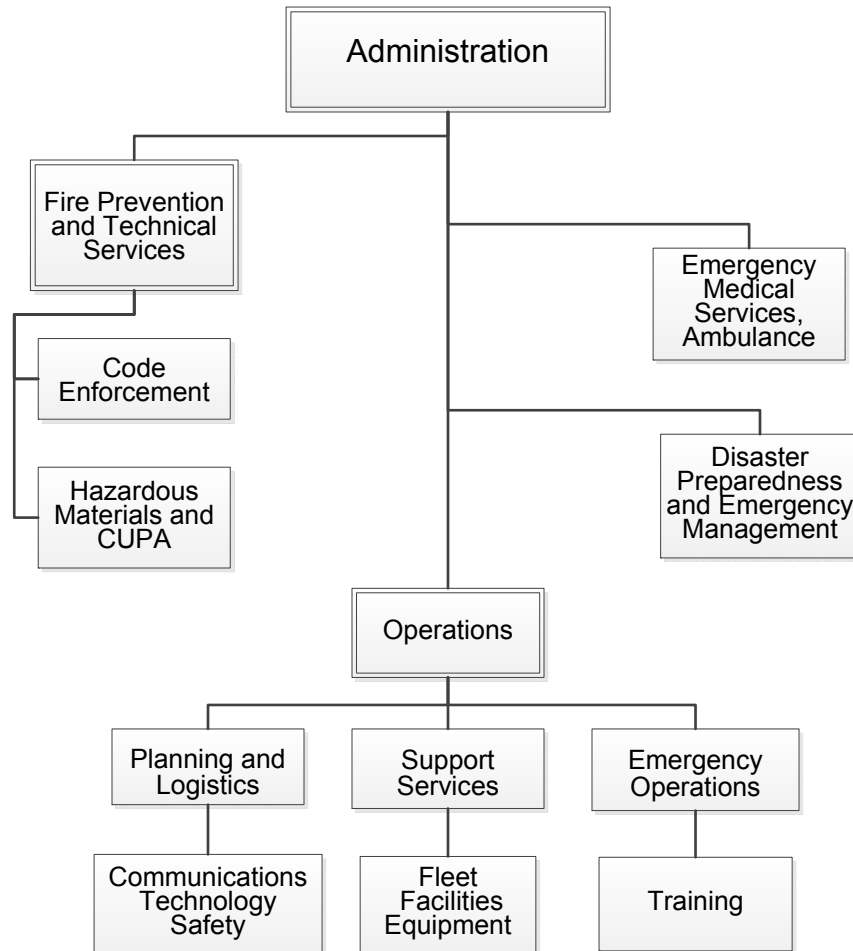 Administration
Fire Prevention
and Technical
Services
Emergency
Medical
Services,
Ambulance
Code
Enforcement
Disaster
Preparedness
and Emergency
Management
Hazardous
Materials and
CUPA
Operations
Planning and
Logistics
Support
Services
Emergency
Operations
Communications
Technology
Safety
Fleet
Facilities
Equipment
Training